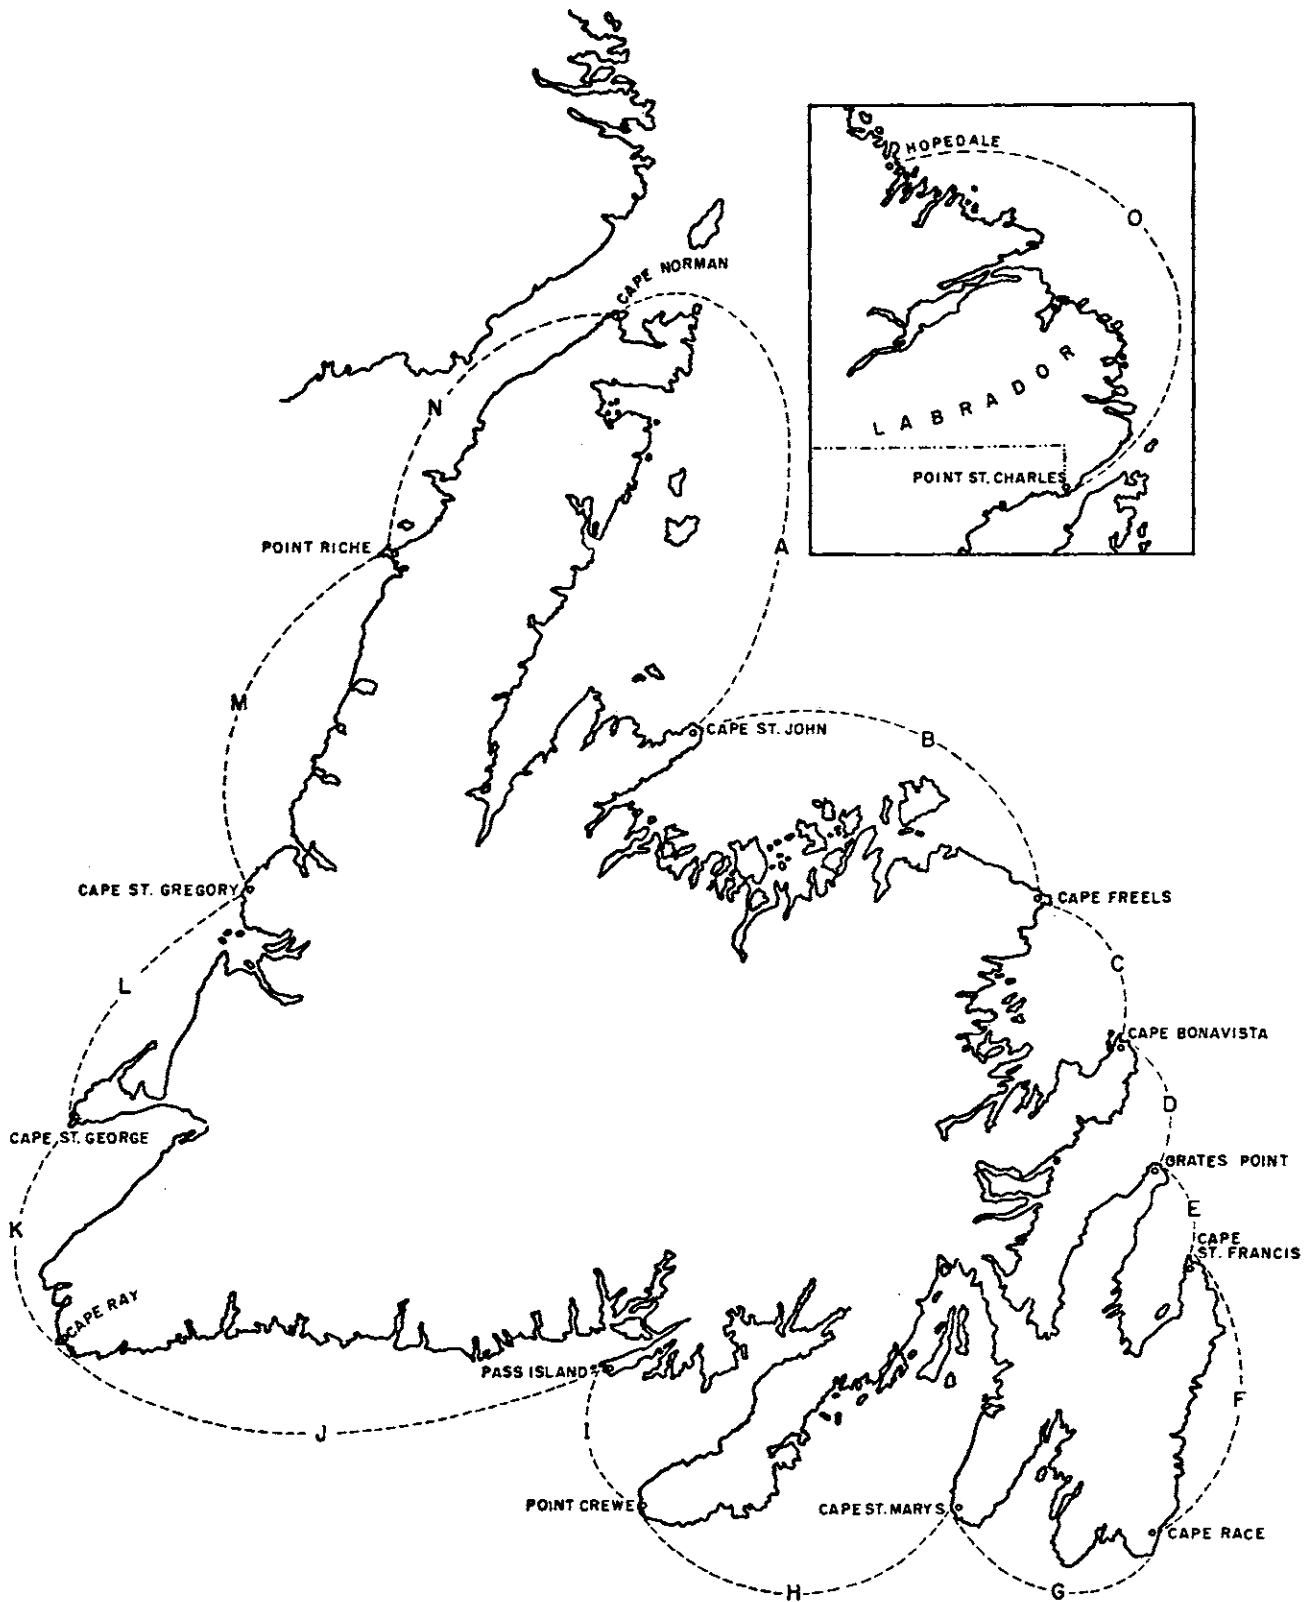 HOPEDALE
O
CAPE NORMAN
LABRADOR
N
POINT ST. CHARLES
POINT RICHE
A
M
CAPE ST. JOHN
B
CAPE ST. GREGORY
CAPE FREELS
L
C
CAPE BONAVISTA
D
CAPE ST. GEORGE
GRATES POINT
E
K
CAPE
ST. FRANCIS
CAPE RAY
PASS ISLAND
F
J
I
POINT CREWE
CAPE ST. MARY S
CAPE RACE
H
G